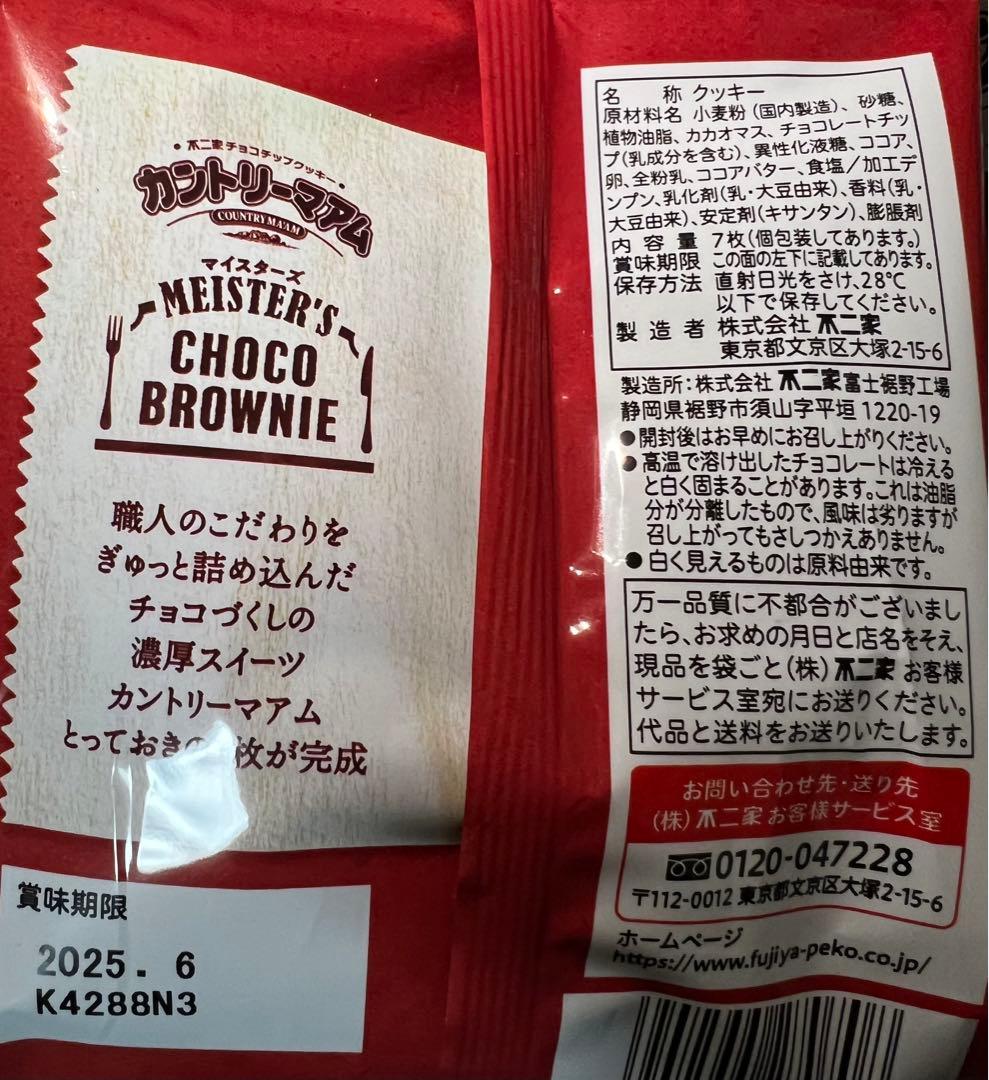 不二家チョコチップクッキー
カントリーマアム
COUNTRY MA'AM
マイスターズ
MEISTER'S
CHOCO
BROWNIE
職人のこだわりを
ぎゅっと詰め込んだ
チョコづくしの
濃厚スイーツ
カントリーマアム
とっておきの 枚が完成
賞味期限
2025. 6
K4288N3
名 称 クッキー
原材料名 小麦粉(国内製造)、砂糖、
植物油脂、カカオマス、チョコレートチッ
プ(乳成分を含む)、異性化液糖、ココア、
卵、全粉乳、ココアバター、食塩/加工デ
ンプン、乳化剤(乳・大豆由来)、香料(乳・
大豆由来)、安定剤(キサンタン)、膨脹剤
内容量 7枚(個包装してあります。)
賞味期限 この面の左下に記載してあります。
保存方法 直射日光をさけ、28℃
以下で保存してください。
製造者 株式会社 不二家
東京都文京区大塚2-15-6
製造所:株式会社 不二家富士裾野工場
静岡県裾野市須山字平垣1220-19
●開封後はお早めにお召し上がりください。
●高温で溶け出したチョコレートは冷える
と白く固まることがあります。これは油脂
分が分離したもので、風味は劣りますが
召し上がってもさしつかえありません。
●白く見えるものは原料由来です。
万一品質に不都合がございまし
たら、お求めの月日と店名をそえ、
現品を袋ごと(株)不二家 お客様
サービス室宛にお送りください。
代品と送料をお送りいたします。
お問い合わせ先・送り先
(株)不二家 お客様サービス室
0120-047228
〒112-0012 東京都文京区大塚2-15-6
ホームページ
https://www.fujiya-peko.co.jp/